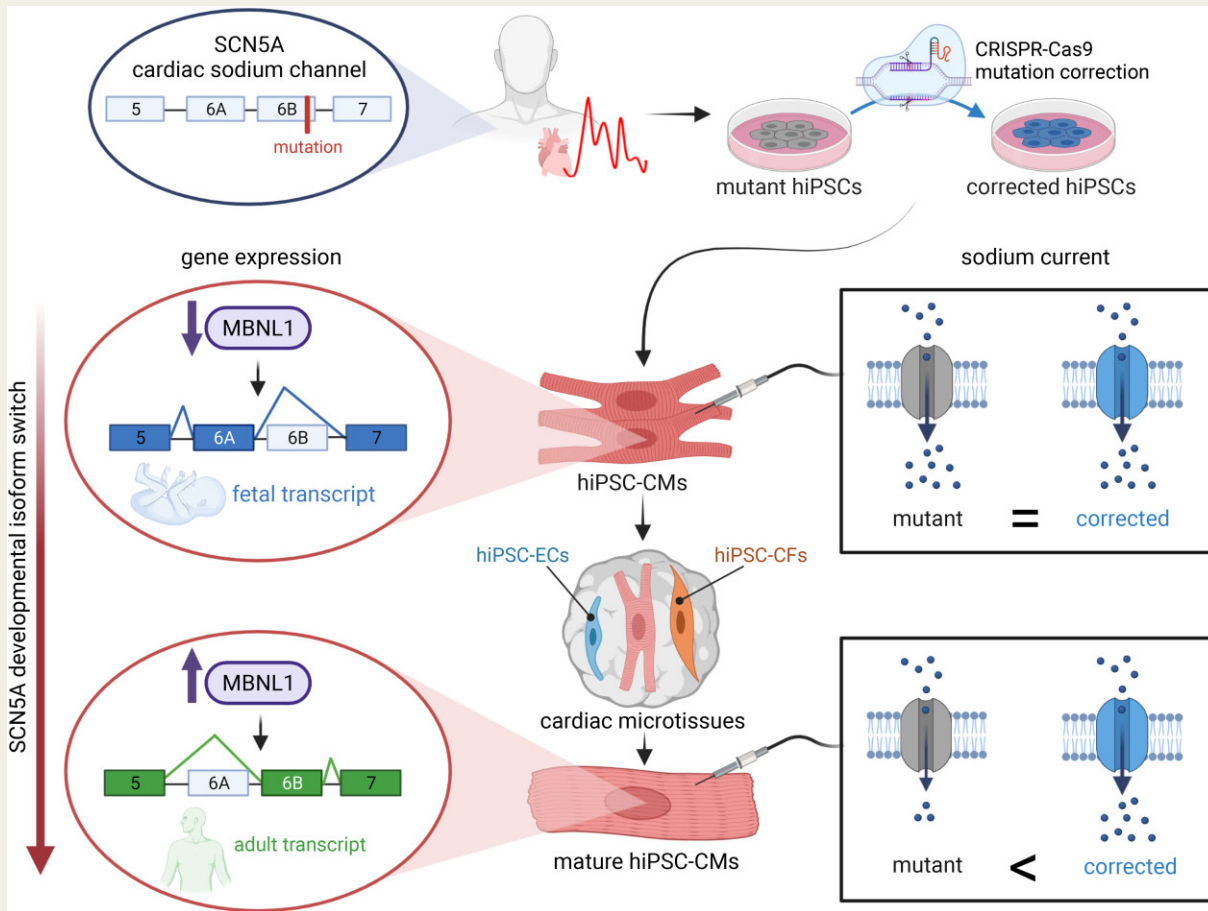 SCN5A
cardiac sodium channel
5 6A 6B 7
mutation
CRISPR-Cas9
mutation correction
mutant hiPSCs
corrected hiPSCs
SCN5A developmental isoform switch
gene expression
MBNL1
5 6A 6B 7
fetal transcript
hiPSC-CMs
sodium current
mutant = corrected
hiPSC-ECs
hiPSC-CFs
cardiac microtissues
MBNL1
5 6A 6B 7
adult transcript
mature hiPSC-CMs
mutant < corrected